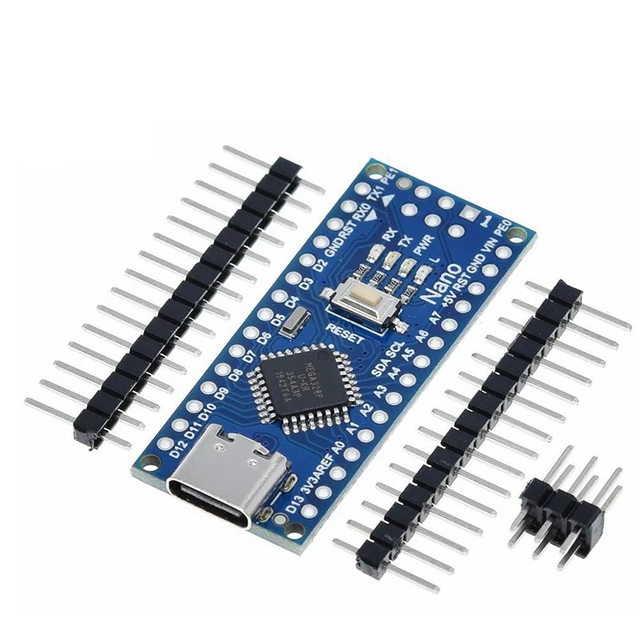 PE1
TX1
RX0
RST
GND
D2
D3
D4
D5
D6
D7
D8
D9
D10
D11
D12
RX
TX
PWR
L
1
PE0
VIN
GND
RST
+5V
A7
A6
A5
A4
A3
A2
A1
A0
AREF
3V3
D13
SCL
SDA
Nano
RESET
MEGA328P
U-KR
354A3P